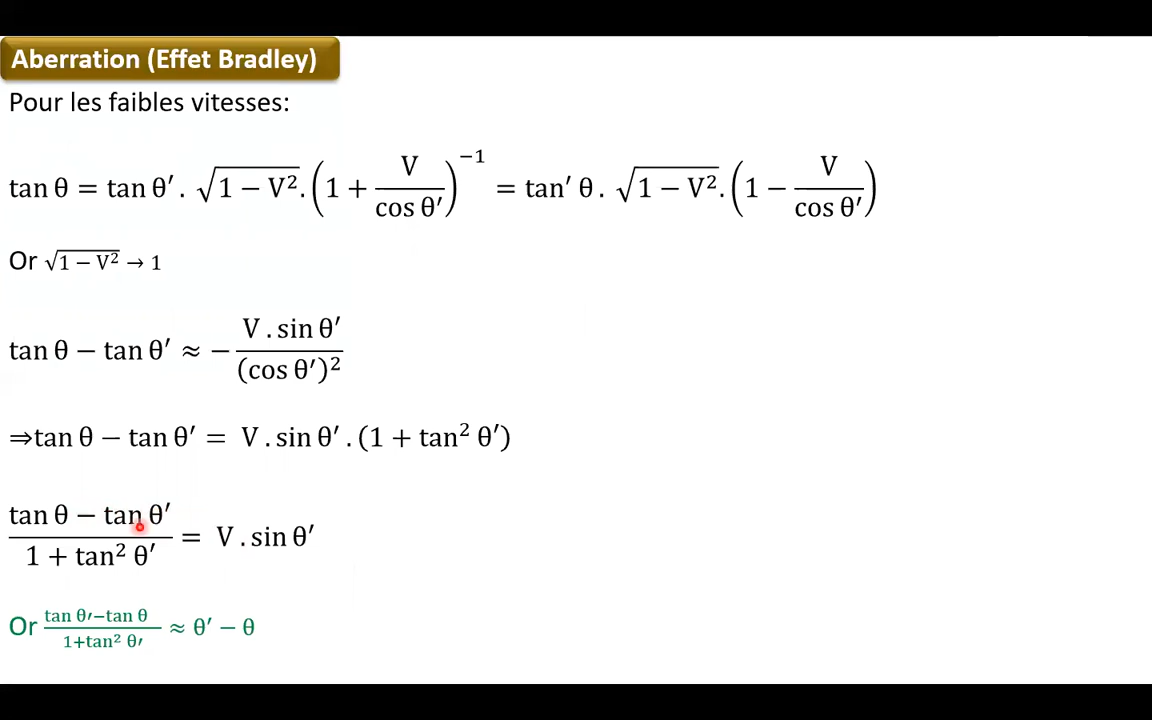 Aberration (Effet Bradley)
Pour les faibles vitesses:
tan θ = tan θ′ . √(1 − V²).(1 + V/cos θ′)⁻¹ = tan′ θ. √(1 − V²).(1 − V/cos θ′)
Or √(1 − V²) → 1
tan θ − tan θ′ ≈ − V . sin θ′/(cos θ′)²
⇒tan θ − tan θ′ = V . sin θ′ . (1 + tan² θ′)
(tan θ − tan θ′)/(1 + tan² θ′) = V . sin θ′
Or (tan θ′−tan θ)/(1+tan² θ′) ≈ θ′ − θ